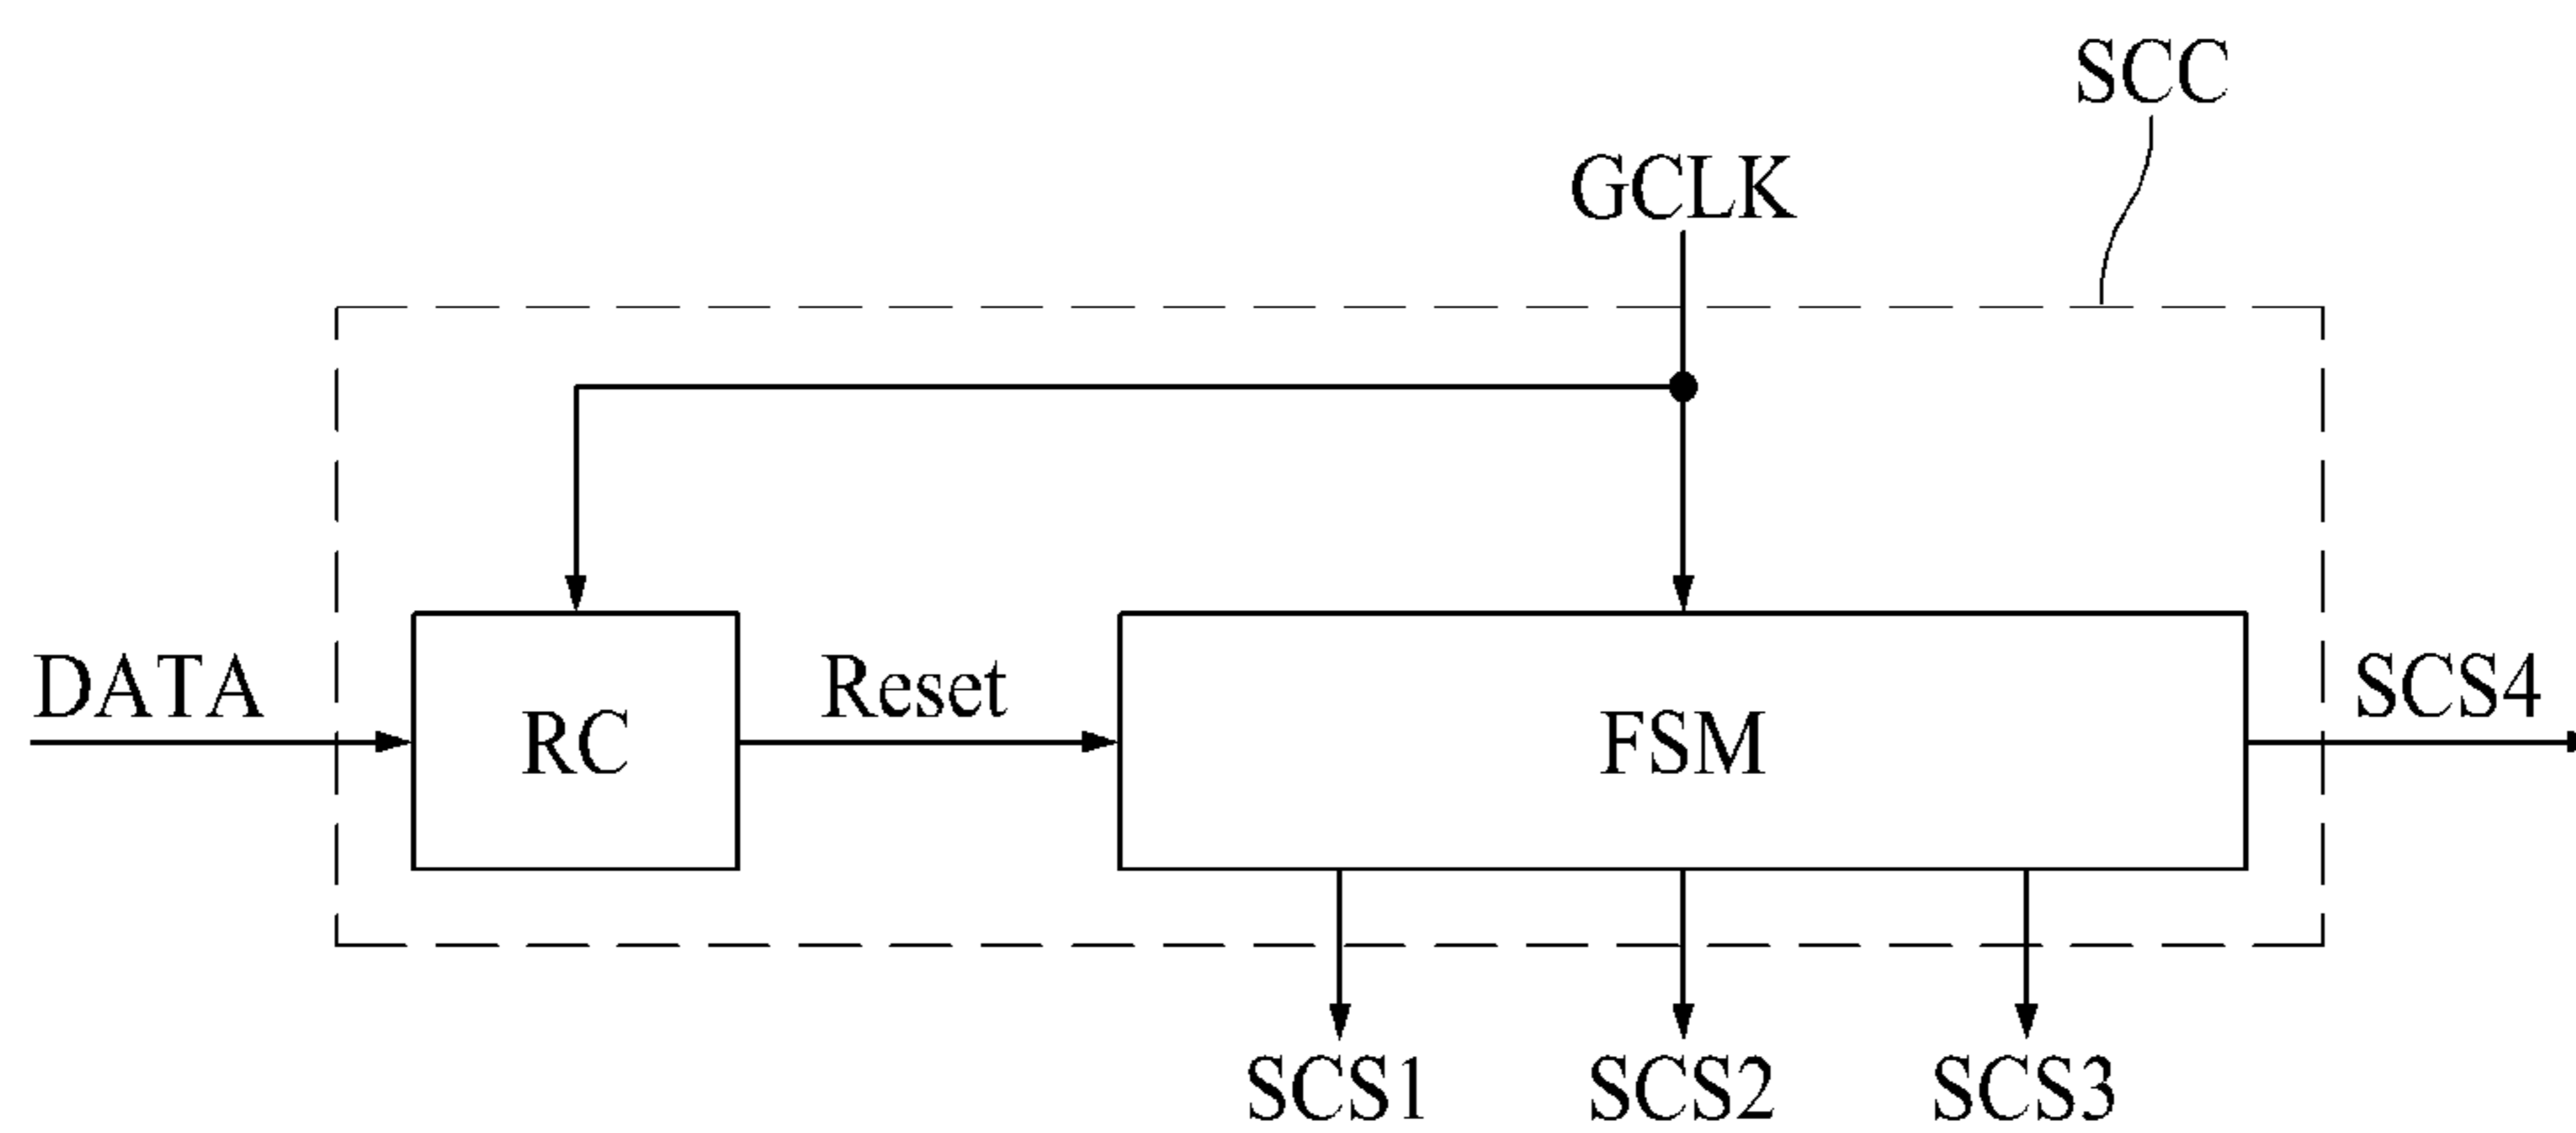 SCC
GCLK
DATA
RC
Reset
FSM
SCS4
SCS1
SCS2
SCS3